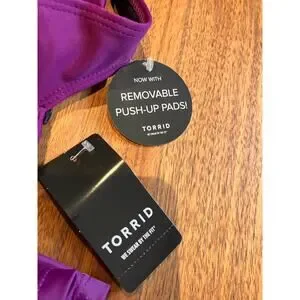 NOW WITH
REMOVABLE
PUSH-UP PADS!
TORRID
TORRID
WE SWEAR BY THE FIT